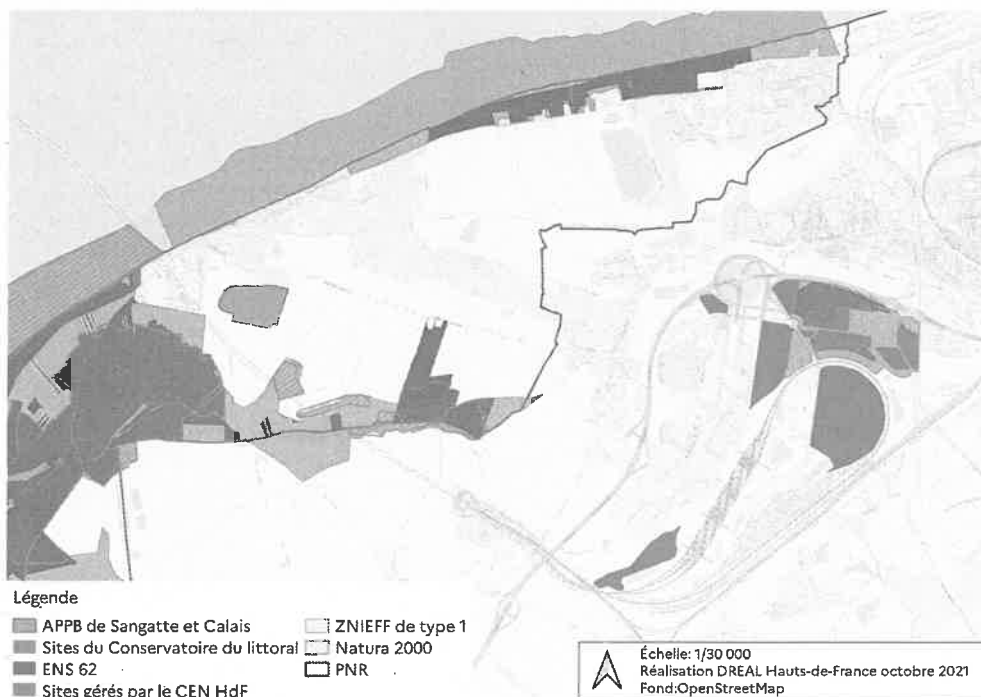 Légende
APPB de Sangatte et Calais
Sites du Conservatoire du littoral
ENS 62
Sites gérés par le CEN HdF
ZNIEFF de type 1
Natura 2000
PNR
Échelle: 1/30 000
Réalisation DREAL Hauts-de-France octobre 2021
Fond:OpenStreetMap